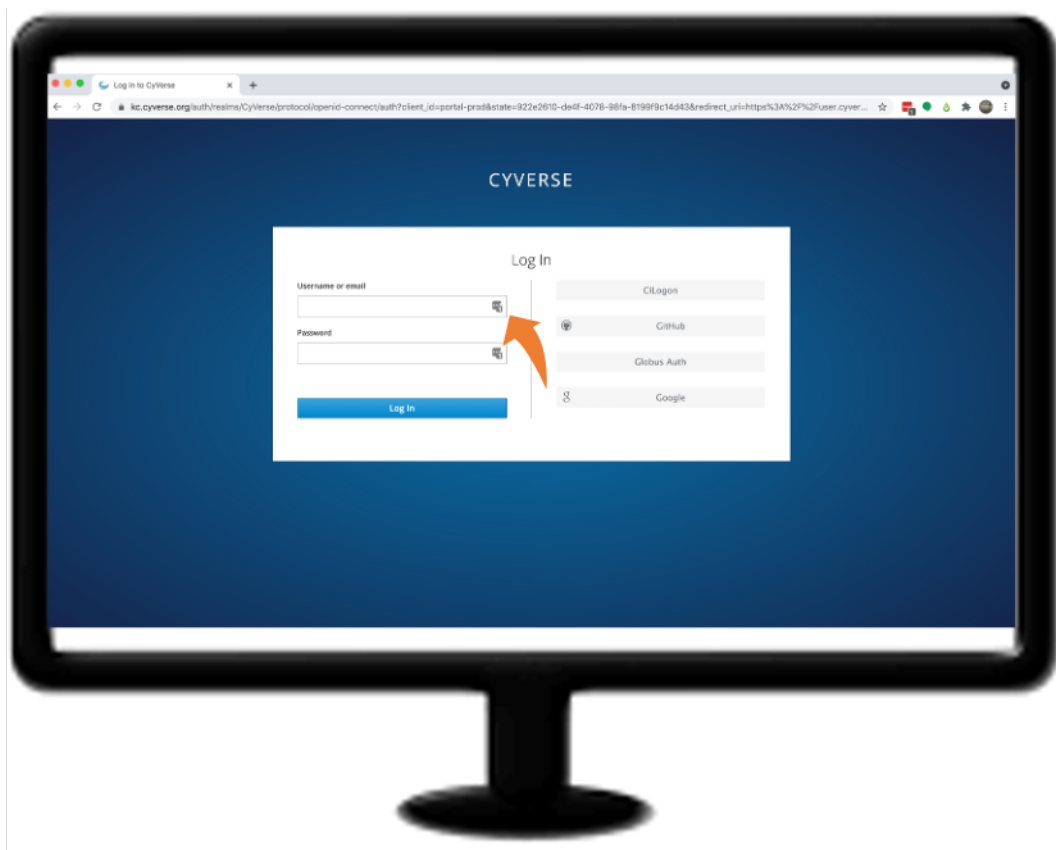 Log in to CyVerse
kc.cyverse.org/auth/realms/CyVerse/protocol/openid-connect/auth?client_id=portal-prod&state=922e2610-de4f-4076-98fa-8199f9c14d43&redirect_uri=https%3A%2F%2Fuser.cyver...
CYVERSE
Log In
Username or email
Password
Log In
CILogon
GitHub
Globus Auth
Google